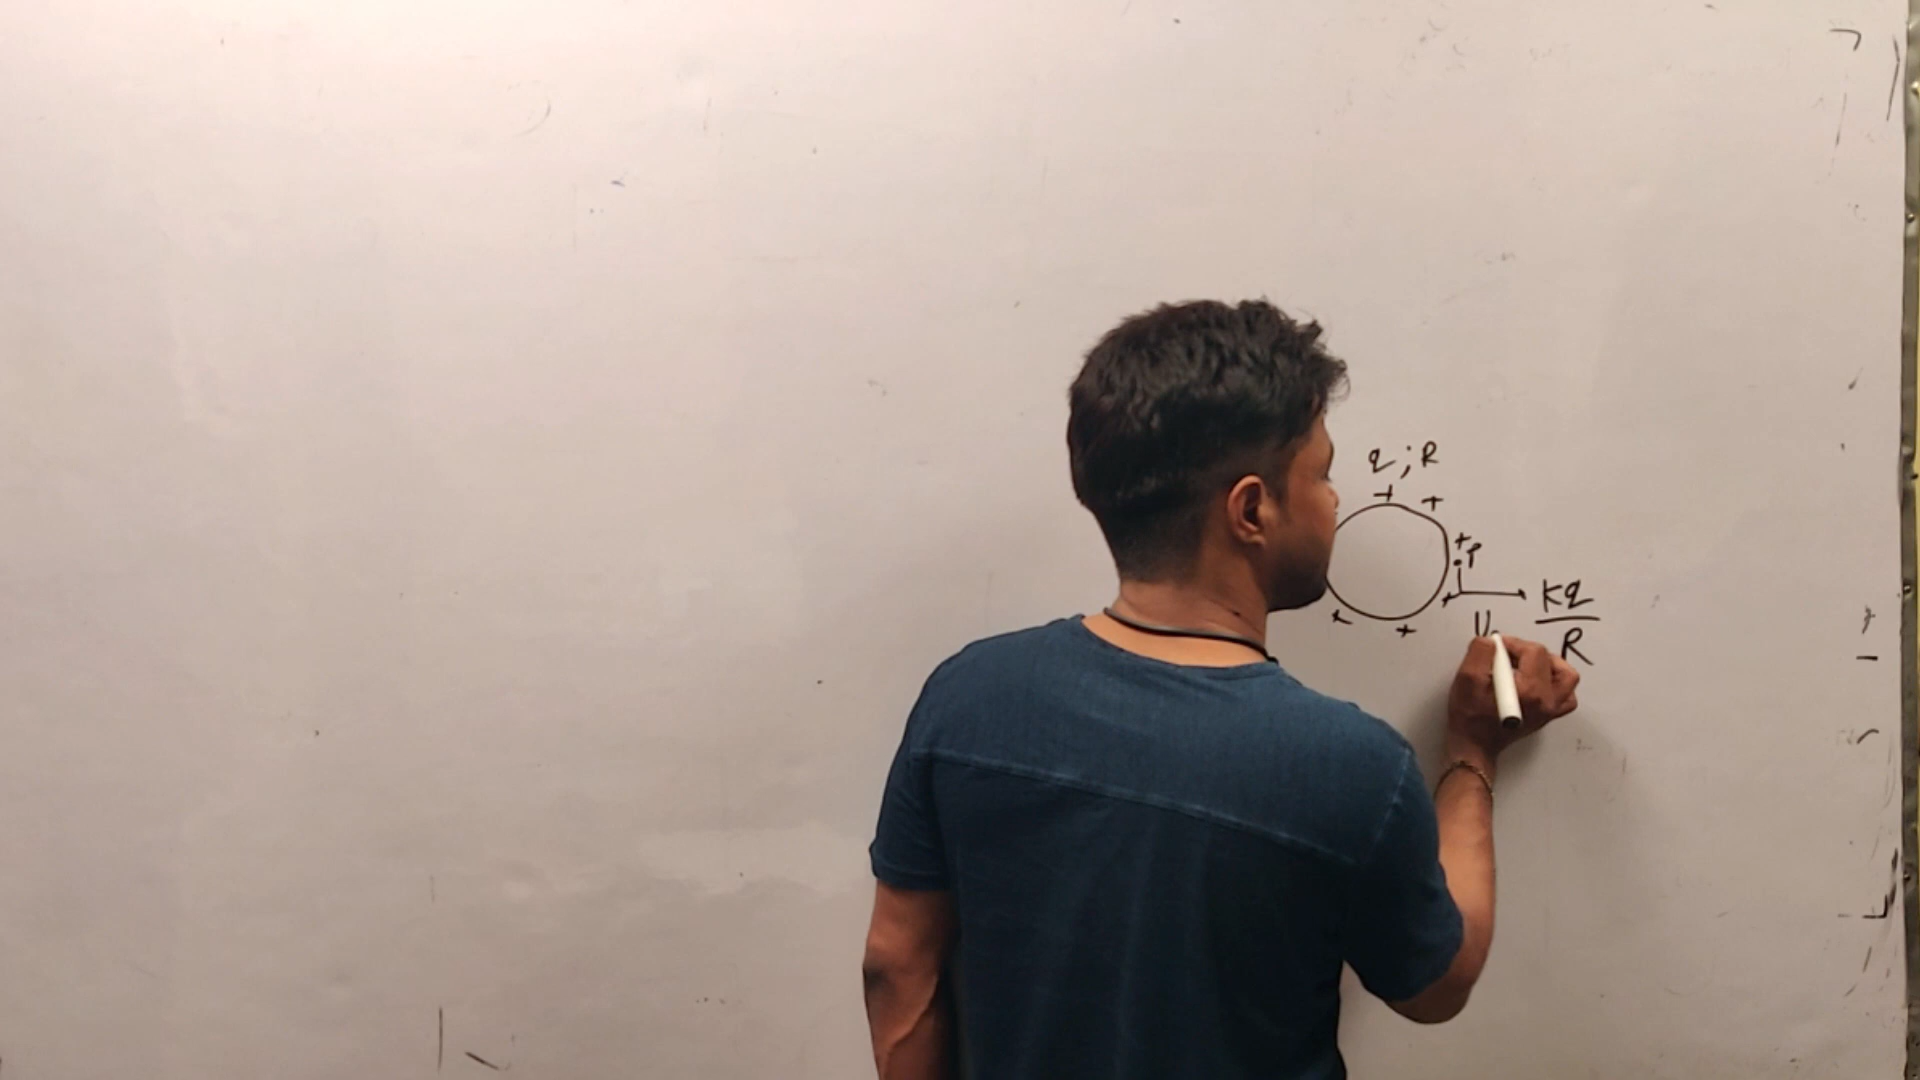 q ; R
+ +
+
P
+
Kq
R
+ +